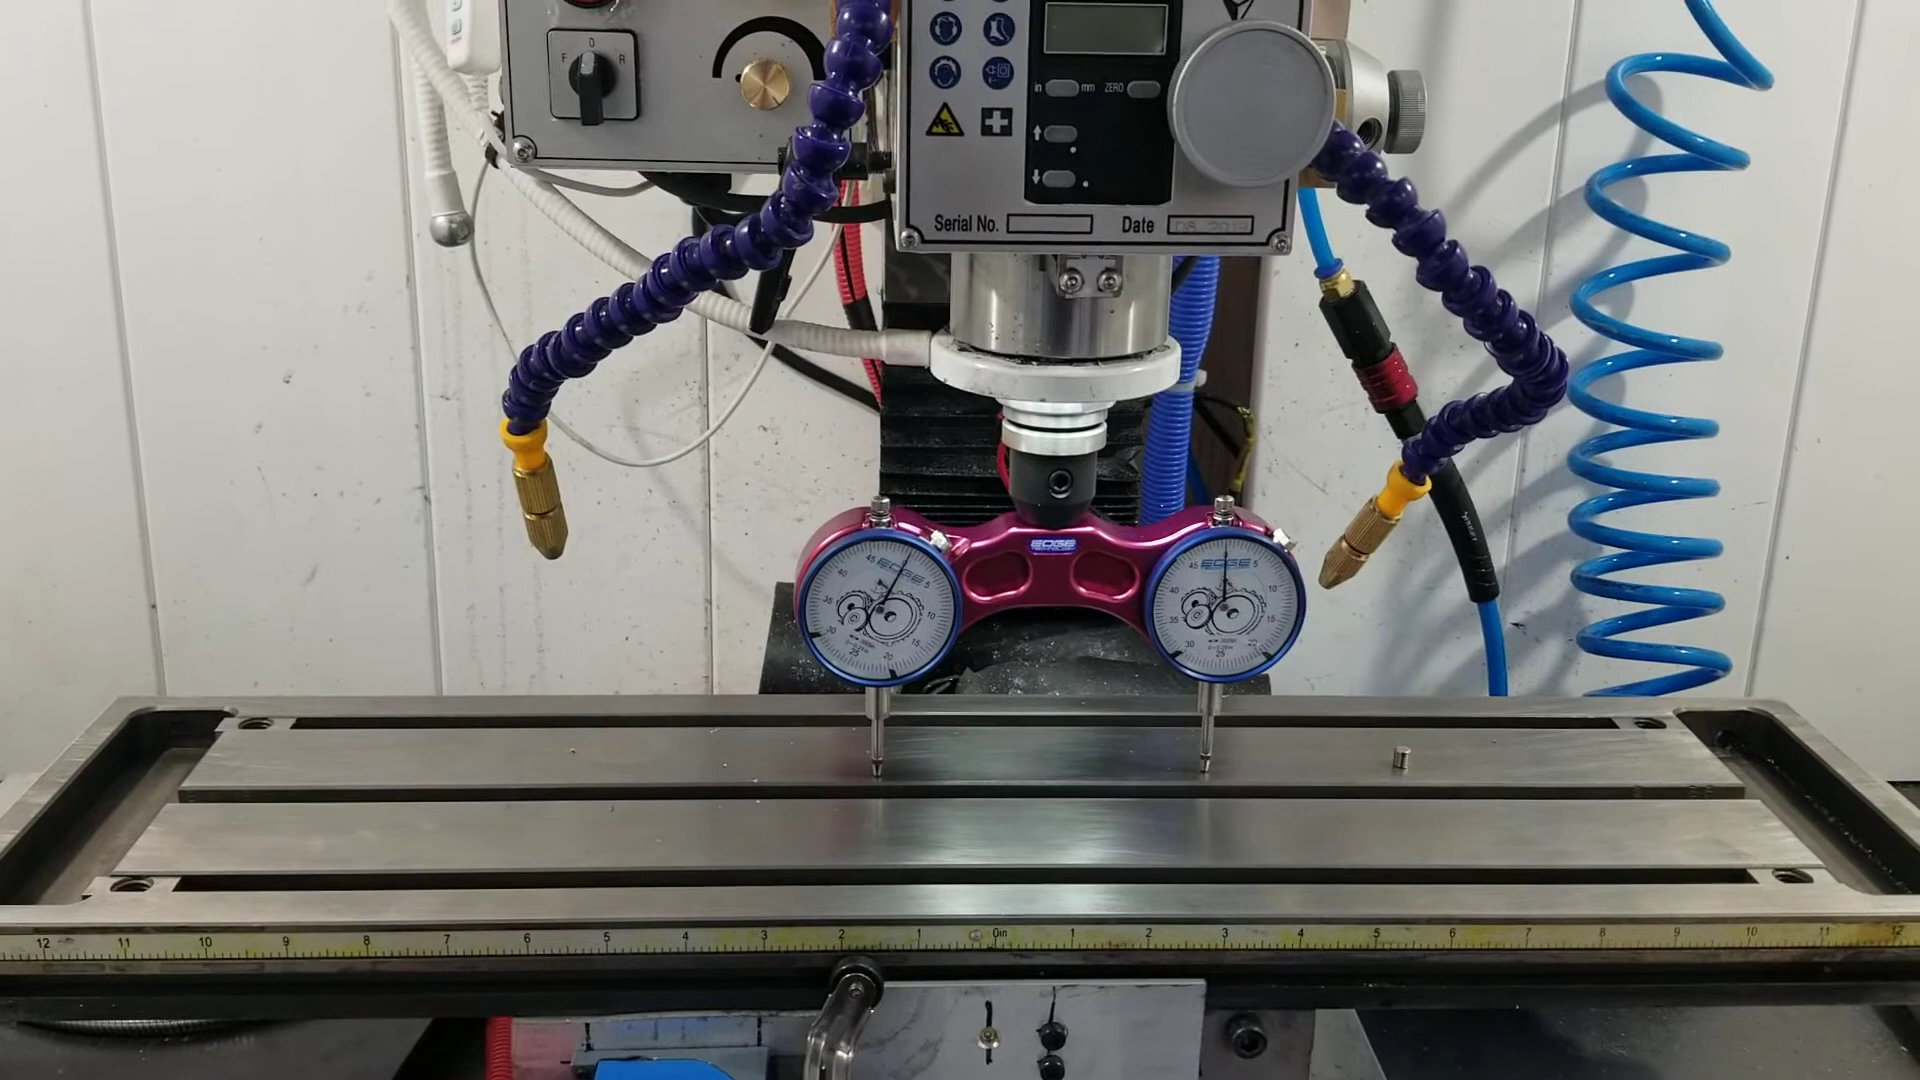 0
F R
in mm ZERO
Serial No. Date
EDGE
TECHNOLOGY
45 EDGE 5
40 10
35 15
30 25 20
45 EDGE 5
40 10
35 15
30 25
12 11 10 9 8 7 6 5 4 3 2 1 0in 1 2 3 4 5 6 7 8 9 10 11 12